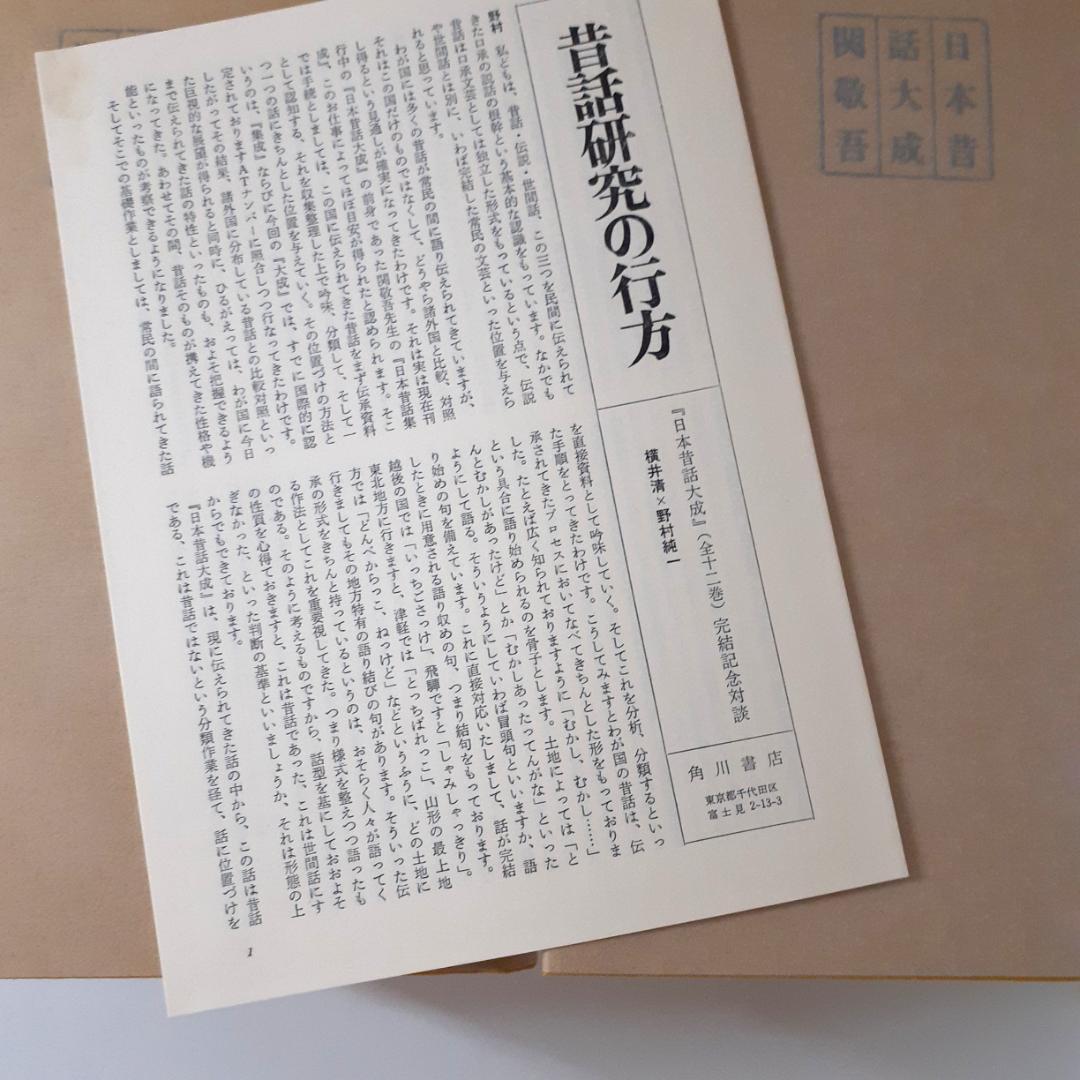 昔話研究の行方
『日本昔話大成』(全十二巻)完結記念対談
横井清×野村純一
角川書店
東京都千代田区
富士見 2-13-3
野村 私どもは、昔話・伝説・世間話、この三つを民間に伝えられて
きた口承の説話の根幹という基本的な認識をもっています。なかでも
昔話は口承文芸としては独立した形式をもっているという点で、伝説
や世間話とは別に、いわば完結した常民の文芸といった位置を与えら
れると思っています。
わが国には多くの昔話が常民の間に語り伝えられてきていますが、
それはこの国だけのものではなくして、どうやら諸外国と比較、対照
し得るという見通しが確実になってきたわけです。それは実は現在刊
行中の『日本昔話大成』の前身であった関敬吾先生の『日本昔話集
成』、このお仕事によってほぼ目安が得られたと認められます。そこ
では手続としましては、この国に伝えられてきた昔話をまず伝承資料
として認知する、それを収集整理した上で吟味、分類して、そして一
つ一つの話にきちんとした位置を与えていく。その位置づけの方法と
いうのは、『集成』ならびに今回の『大成』では、すでに国際的に認
定されておりますATナンバーに照合しつつ行なってきたわけです。
したがってその結果、諸外国に分布している昔話との比較対照といっ
た巨視的な展望が得られると同時に、ひるがえっては、わが国に今日
まで伝えられてきた話の特性といったものも、およそ把握できるよう
になってきた。あわせてその間、昔話そのものが携えてきた性格や機
能といったものが考察できるようになりました。
そしてそこでの基礎作業としましては、常民の間に語られてきた話
を直接資料として吟味していく。そしてこれを分析、分類するといっ
た手順をとってきたわけです。こうしてみますとわが国の昔話は、伝
承されてきたプロセスにおいてなべてきちんとした形をもっておりま
した。たとえば広く知られておりますように「むかし、むかし……」
という具合に語り始められるのを骨子とします。土地によっては「と
んとむかしがあったけど」とか「むかしあったってんがな」といった
ようにして語る。そういうようにしていわば冒頭句といいますか、語
り始めの句を備えています。これに直接対応いたしまして、話が完結
したときに用意される語り収めの句、つまり結句をもっております。
越後の国では「いっちごさっけ」、飛騨ですと「しゃみしゃっきり」。
東北地方に行きますと、津軽では「とっちばれっこ」、山形の最上地
方では「どんべからっこ、ねっけど」などというふうに、どの土地に
行きましてもその地方特有の語り結びの句があります。そういった伝
承の形式をきちんと持っているというのは、おそらく人々が語ってく
る作法としてこれを重要視してきた。つまり様式を整えつつ語ったも
のである。そのように考えるものですから、話型を基にしておおよそ
の性質を心得ておきますと、これは昔話であった、これは世間話にす
ぎなかった、といった判断の基準といいましょうか、それは形態の上
からでもできております。
『日本昔話大成』は、現に伝えられてきた話の中から、この話は昔話
である、これは昔話ではないという分類作業を経て、話に位置づけを
1
日本昔
話大成
関敬吾